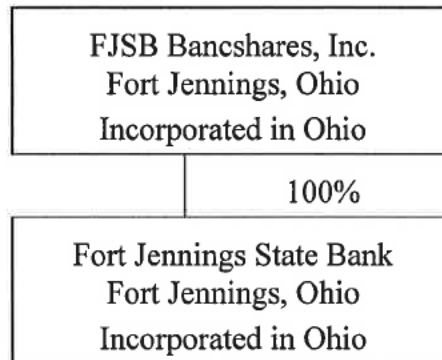 FJSB Bancshares, Inc.
Fort Jennings, Ohio
Incorporated in Ohio
100%
Fort Jennings State Bank
Fort Jennings, Ohio
Incorporated in Ohio